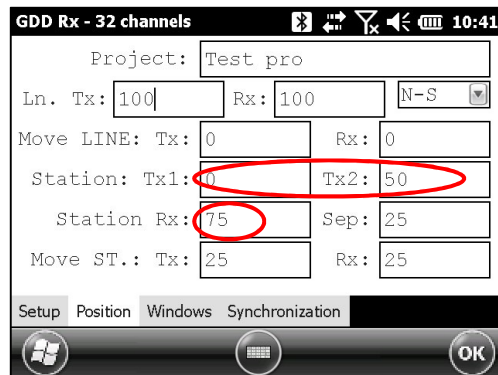 GDD Rx - 32 channels 10:41
Project: Test pro
Ln. Tx: 100 Rx: 100 N-S
Move LINE: Tx: 0 Rx: 0
Station: Tx1: 0 Tx2: 50
Station Rx: 75 Sep: 25
Move ST.: Tx: 25 Rx: 25
Setup Position Windows Synchronization
OK